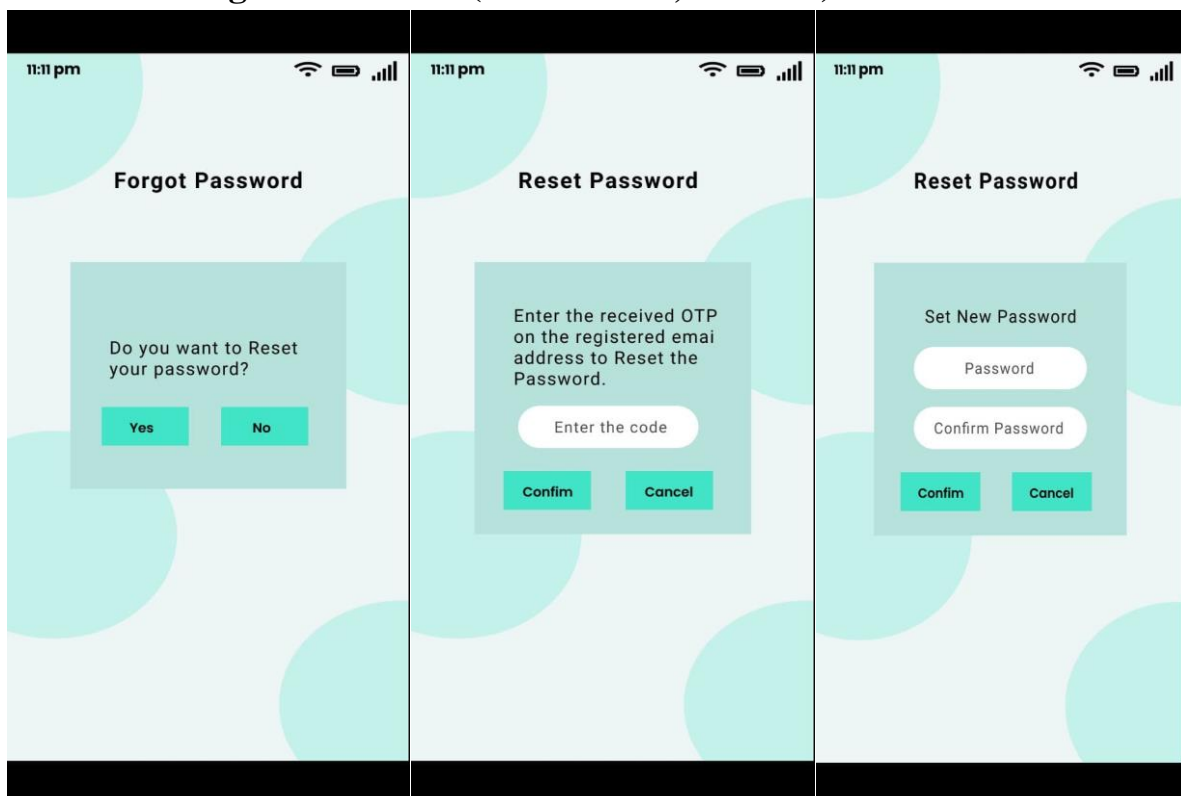 11:11 pm
Forgot Password
Do you want to Reset
your password?
Yes
No
11:11 pm
Reset Password
Enter the received OTP
on the registered emai
address to Reset the
Password.
Enter the code
Confim
Cancel
11:11 pm
Reset Password
Set New Password
Password
Confirm Password
Confim
Cancel